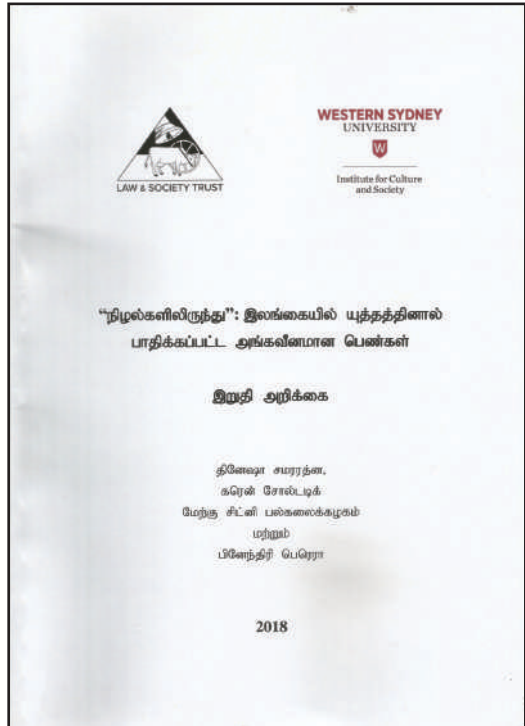 LAW & SOCIETY TRUST
WESTERN SYDNEY
UNIVERSITY
W
Institute for Culture
and Society
“நிழல்களிலிருந்து”: இலங்கையில் யுத்தத்தினால்
பாதிக்கப்பட்ட அங்கவீனமான பெண்கள்
இறுதி அறிக்கை
தினேஷா சமரரத்ன,
கரென் சோல்டடிக்
மேற்கு சிட்னி பல்கலைக்கழகம்
மற்றும்
பினேந்திரி பெரேரா
2018